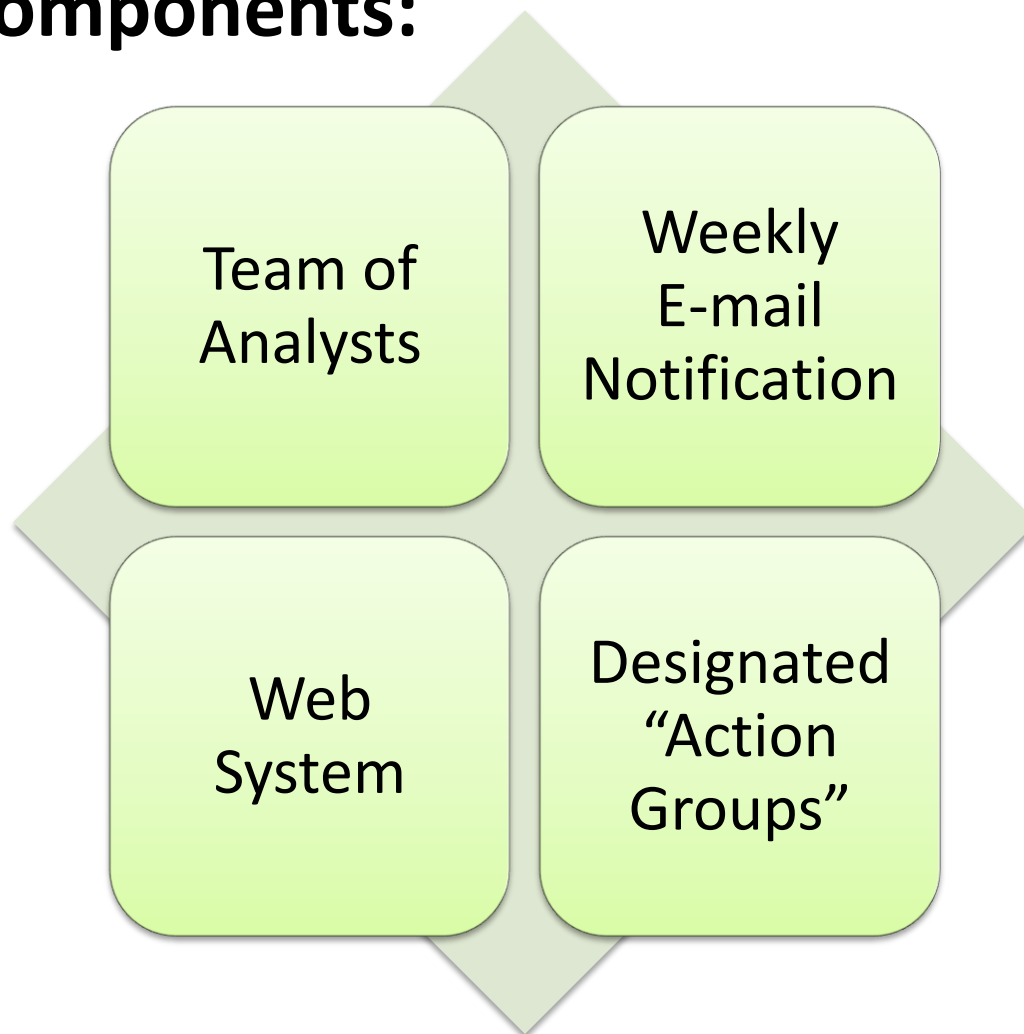 omponents:
Team of
Analysts
Weekly
E-mail
Notification
Web
System
Designated
“Action
Groups”